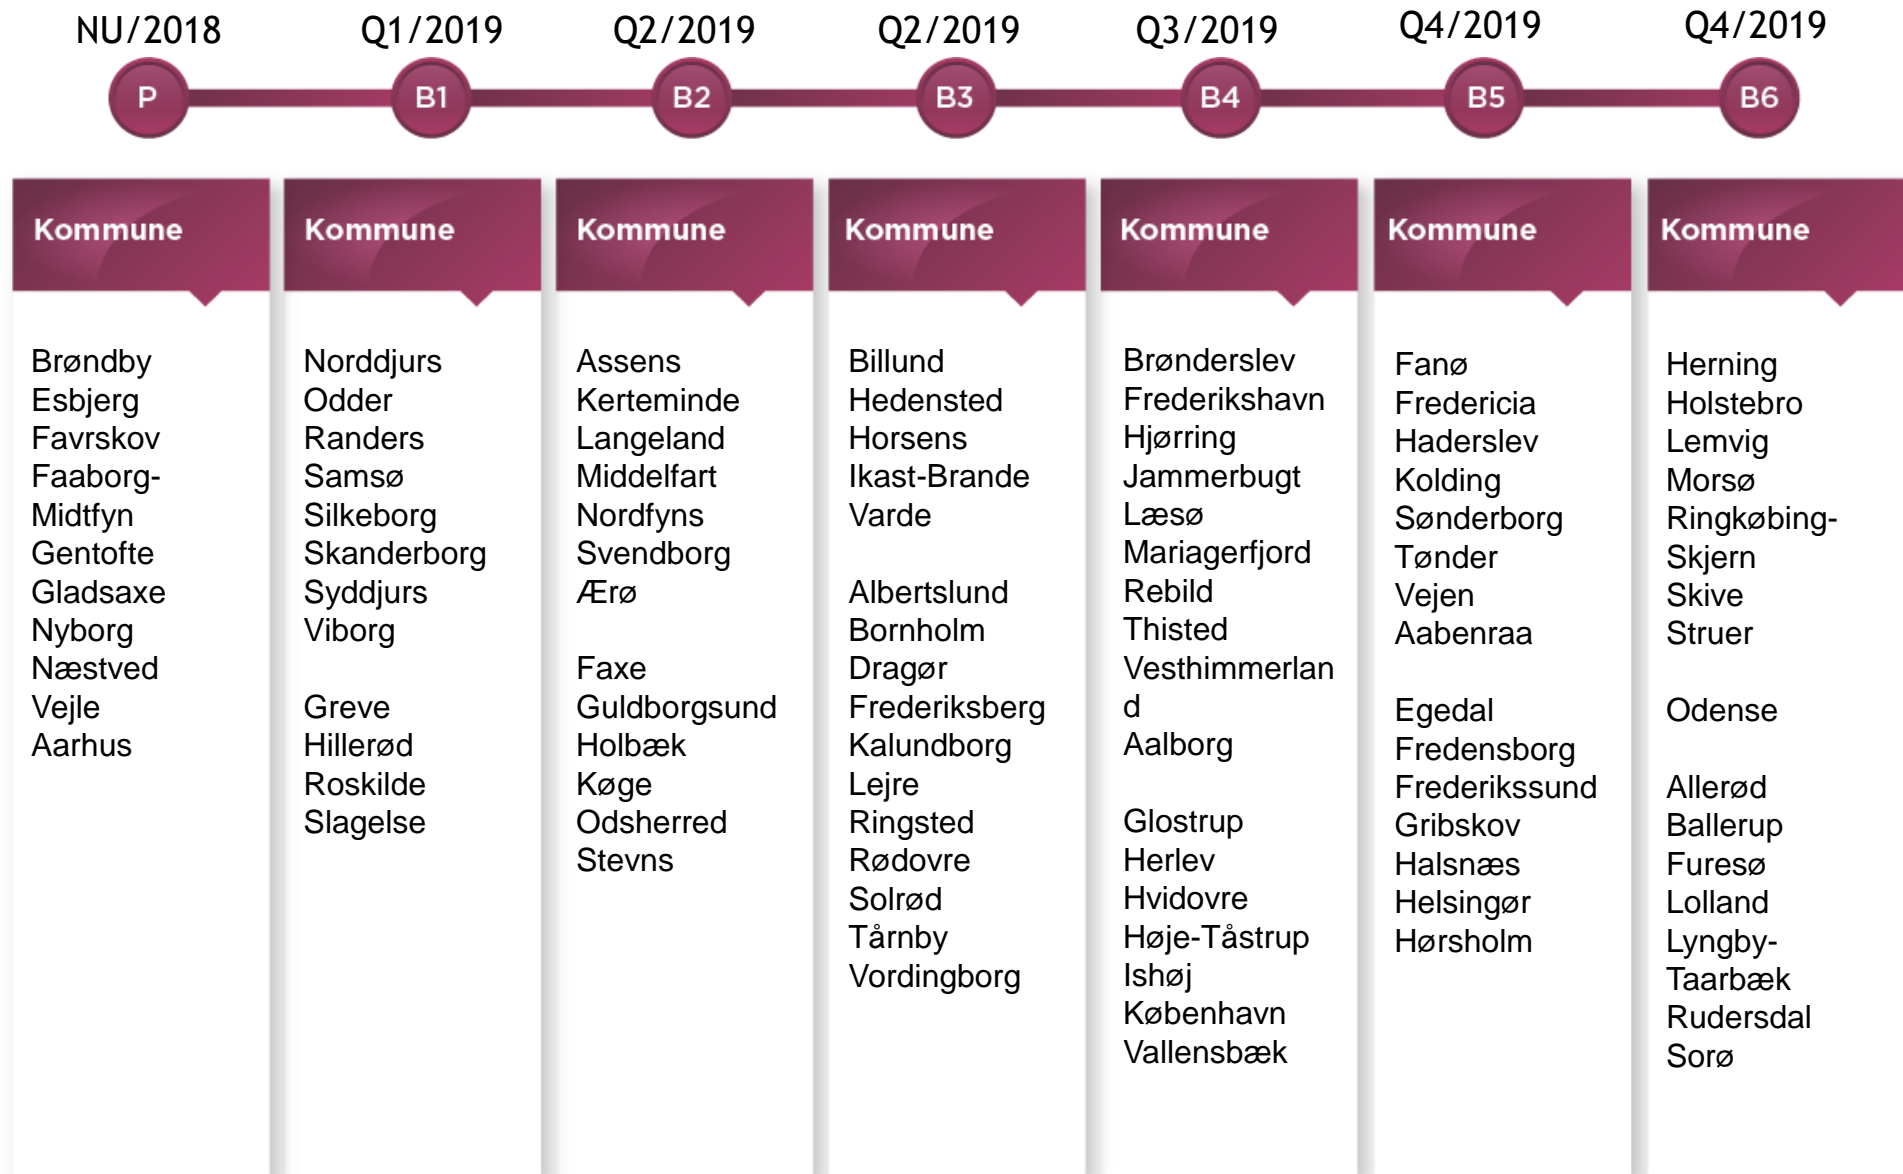 NU/2018
Q1/2019
Q2/2019
Q2/2019
Q3/2019
Q4/2019
Q4/2019
P
B1
B2
B3
B4
B5
B6
Kommune
Brøndby
Esbjerg
Favrskov
Faaborg-
Midtfyn
Gentofte
Gladsaxe
Nyborg
Næstved
Vejle
Aarhus
Kommune
Norddjurs
Odder
Randers
Samsø
Silkeborg
Skanderborg
Syddjurs
Viborg
Greve
Hillerød
Roskilde
Slagelse
Kommune
Assens
Kerteminde
Langeland
Middelfart
Nordfyns
Svendborg
Ærø
Faxe
Guldborgsund
Holbæk
Køge
Odsherred
Stevns
Kommune
Billund
Hedensted
Horsens
Ikast-Brande
Varde
Albertslund
Bornholm
Dragør
Frederiksberg
Kalundborg
Lejre
Ringsted
Rødovre
Solrød
Tårnby
Vordingborg
Kommune
Brønderslev
Frederikshavn
Hjørring
Jammerbugt
Læsø
Mariagerfjord
Rebild
Thisted
Vesthimmerlan
d
Aalborg
Glostrup
Herlev
Hvidovre
Høje-Tåstrup
Ishøj
København
Vallensbæk
Kommune
Fanø
Fredericia
Haderslev
Kolding
Sønderborg
Tønder
Vejen
Aabenraa
Egedal
Fredensborg
Frederikssund
Gribskov
Halsnæs
Helsingør
Hørsholm
Kommune
Herning
Holstebro
Lemvig
Morsø
Ringkøbing-
Skjern
Skive
Struer
Odense
Allerød
Ballerup
Furesø
Lolland
Lyngby-
Taarbæk
Rudersdal
Sorø